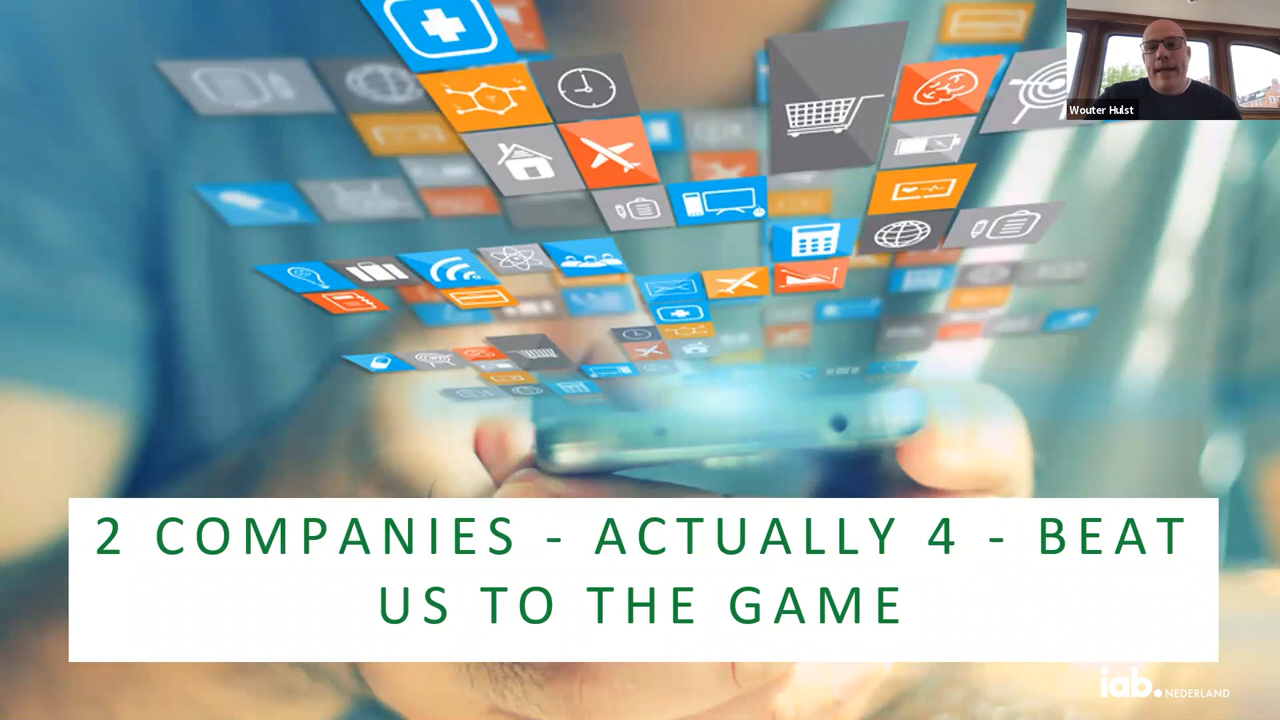 Wouter Hulst
2 COMPANIES - ACTUALLY 4 - BEAT
US TO THE GAME
iab. NEDERLAND